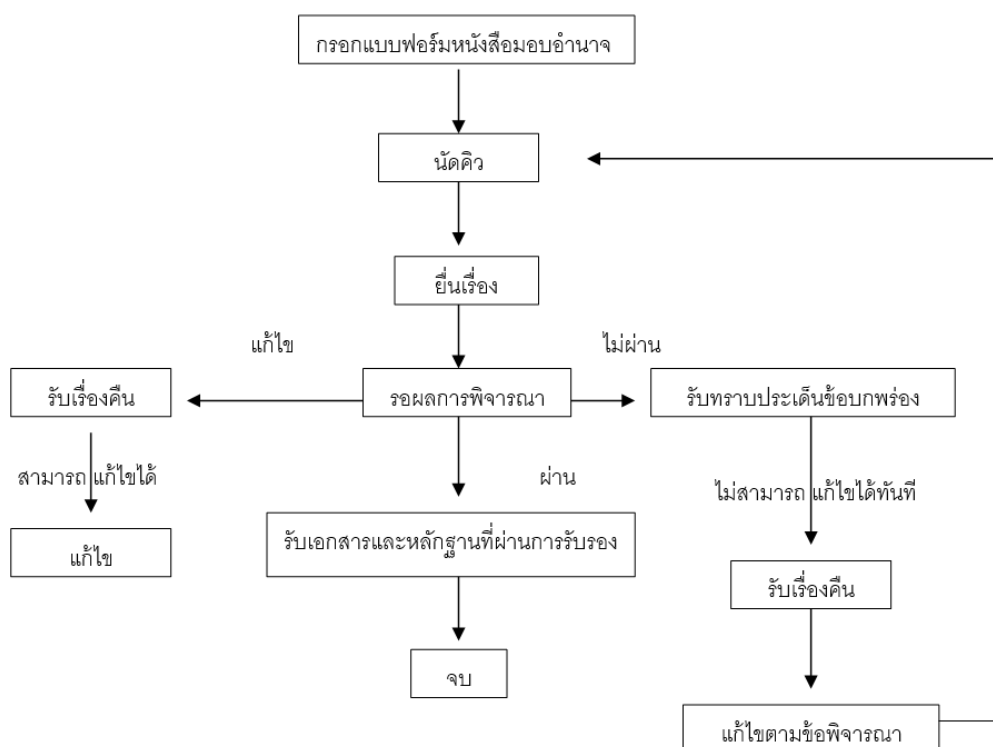 กรอกแบบฟอร์มหนังสือมอบอำนาจ
นัดคิว
ยื่นเรื่อง
แก้ไข
ไม่ผ่าน
รับเรื่องคืน
รอผลการพิจารณา
รับทราบประเด็นข้อบกพร่อง
สามารถ แก้ไขได้
ผ่าน
ไม่สามารถ แก้ไขได้ทันที
แก้ไข
รับเอกสารและหลักฐานที่ผ่านการรับรอง
รับเรื่องคืน
จบ
แก้ไขตามข้อพิจารณา